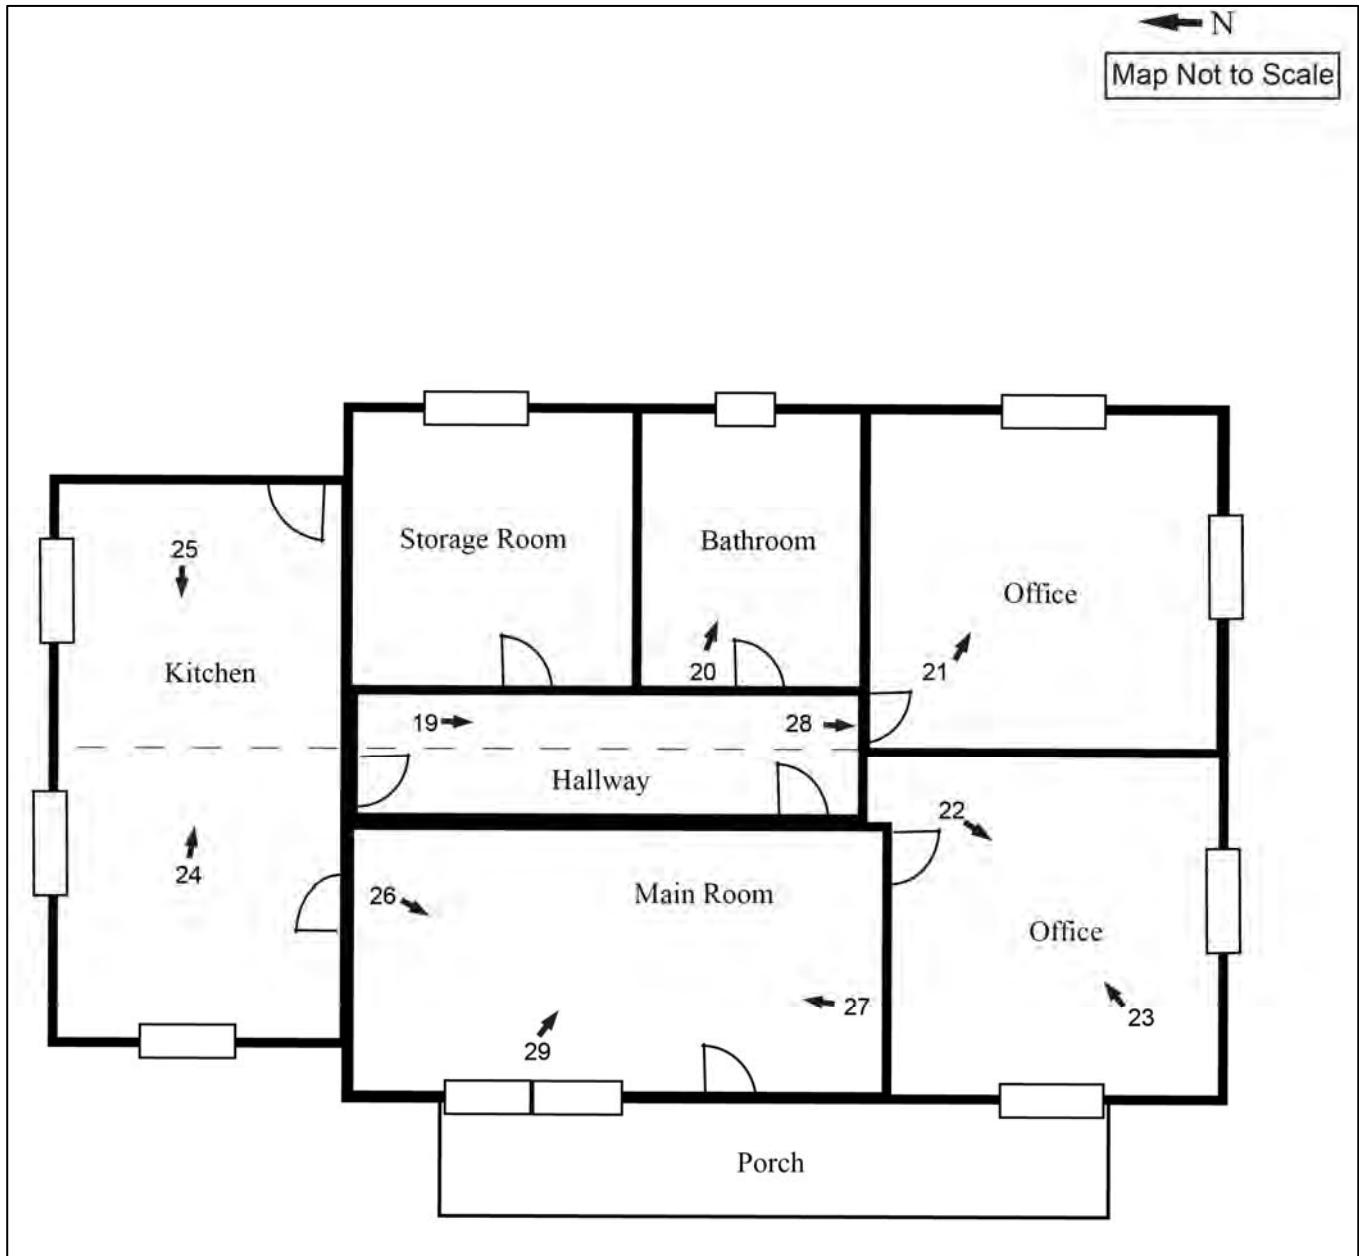 N
Map Not to Scale
25
Storage Room
Bathroom
Office
Kitchen
20
21
19
28
Hallway
22
24
26
Main Room
Office
27
23
29
Porch